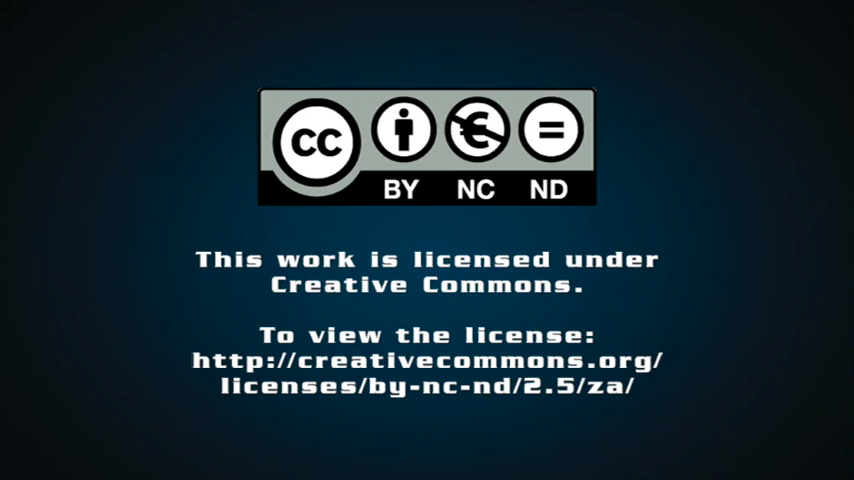 CC
BY NC ND
This work is licensed under
Creative Commons.
To view the license:
http://creativecommons.org/
licenses/by-nc-nd/2.5/za/